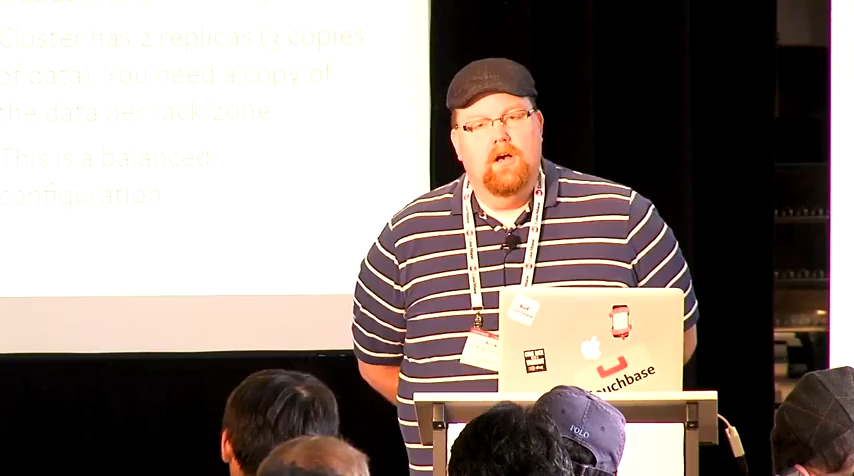 Cluster has 2 replicas (3 copies
of data). You need a copy of
the data per rack-zone
This is a balanced
configuration
Couchbase
POLO